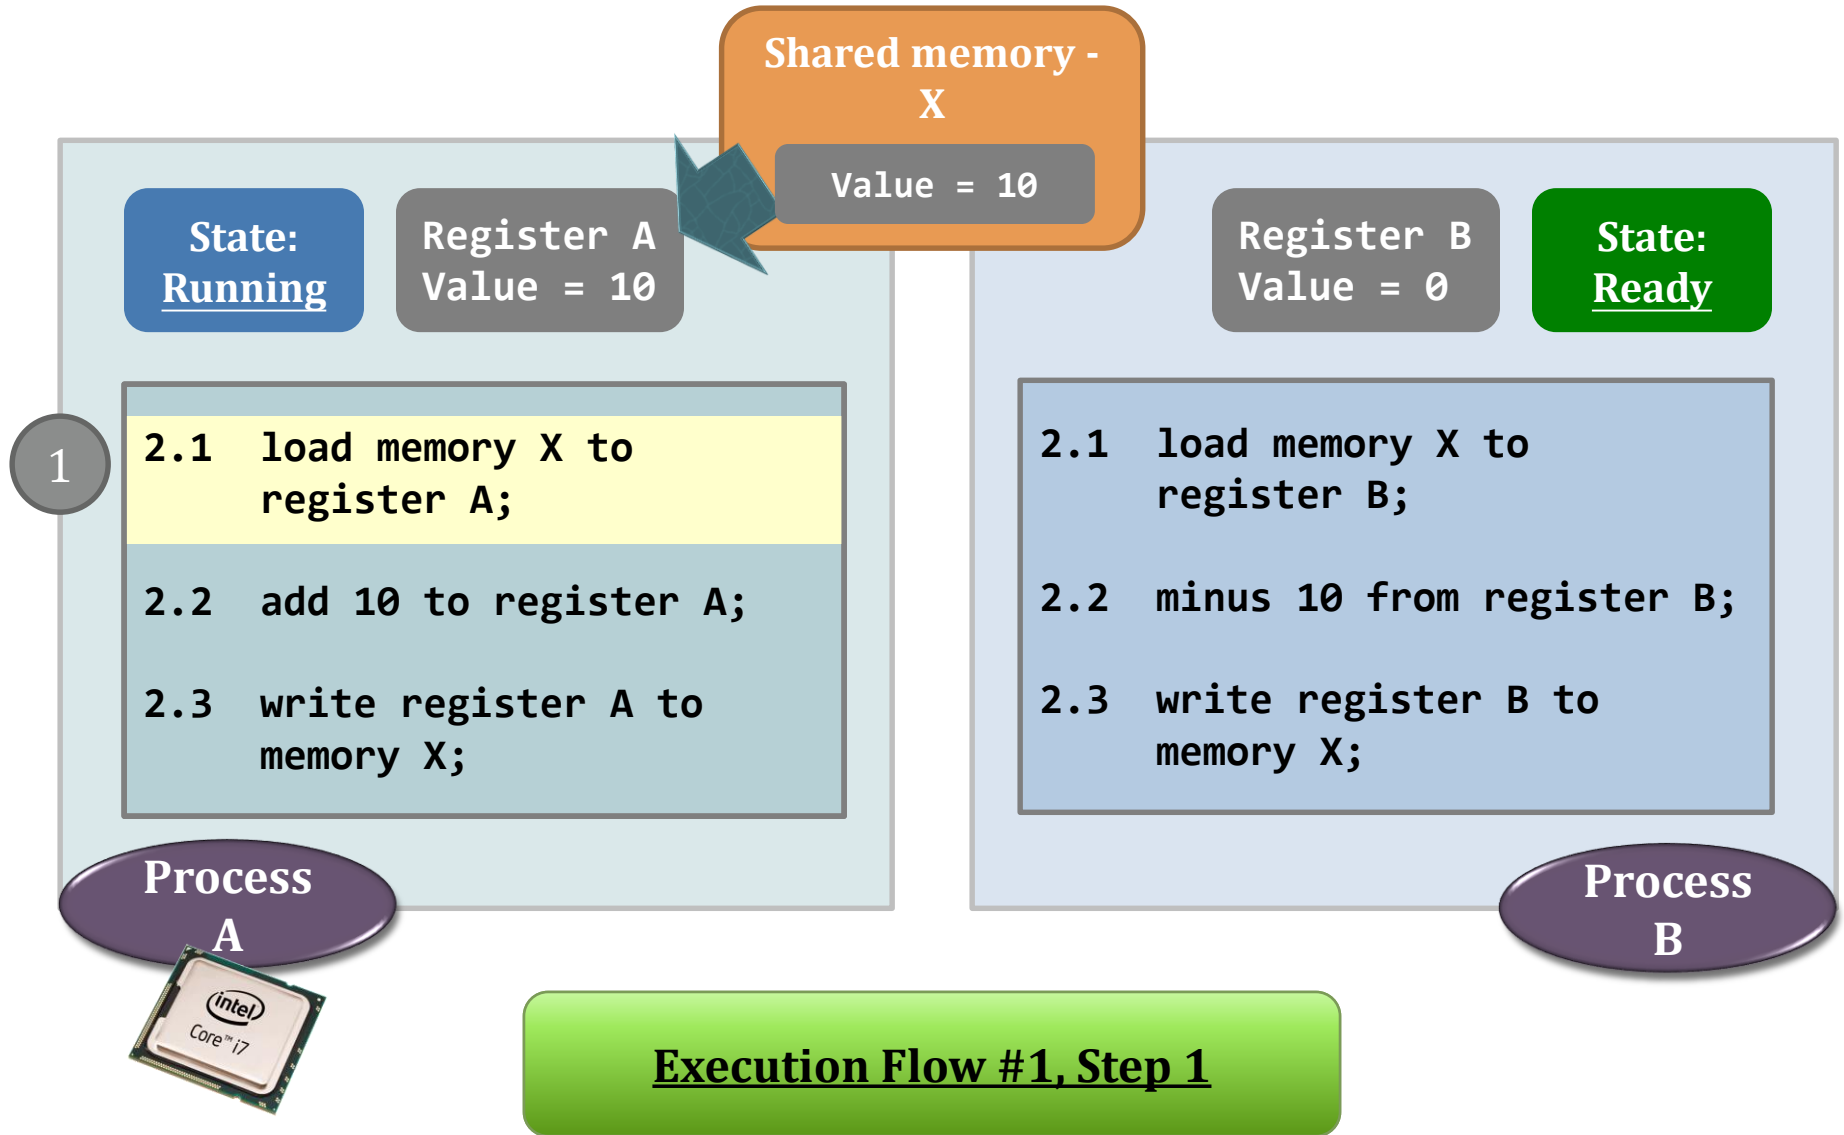 Shared memory -
X
Value = 10
State:
Running
Register A
Value = 10
Register B
Value = 0
State:
Ready
1
2.1 load memory X to
register A;
2.2 add 10 to register A;
2.3 write register A to
memory X;
2.1 load memory X to
register B;
2.2 minus 10 from register B;
2.3 write register B to
memory X;
Process
A
Process
B
intel
Core™ i7
Execution Flow #1, Step 1